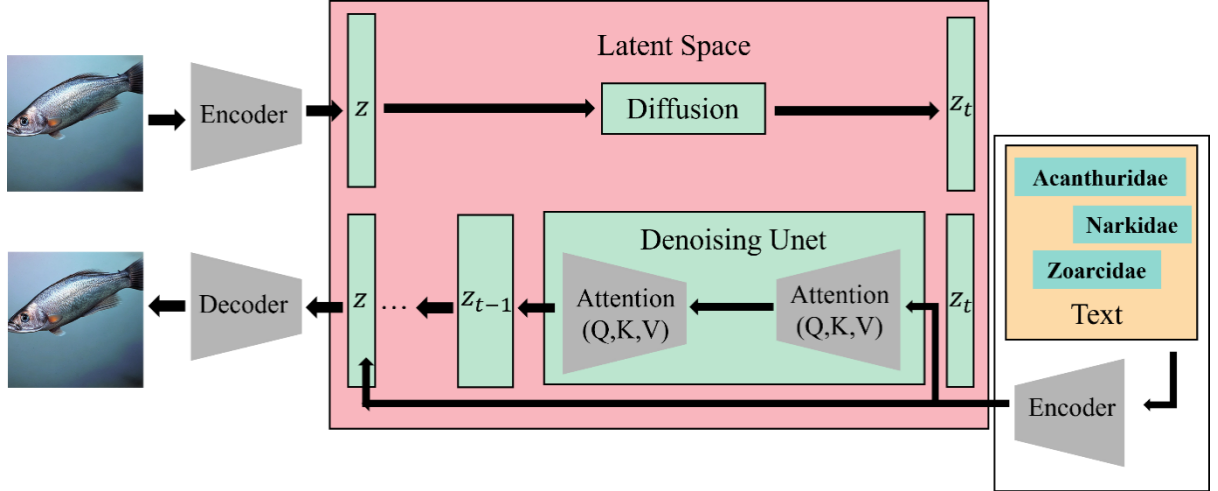 Latent Space
Encoder
z
Diffusion
z_t
Acanthuridae
Narkidae
Zoarcidae
Text
Denoising Unet
Decoder
z
...
z_{t-1}
Attention
(Q,K,V)
Attention
(Q,K,V)
z_t
Encoder